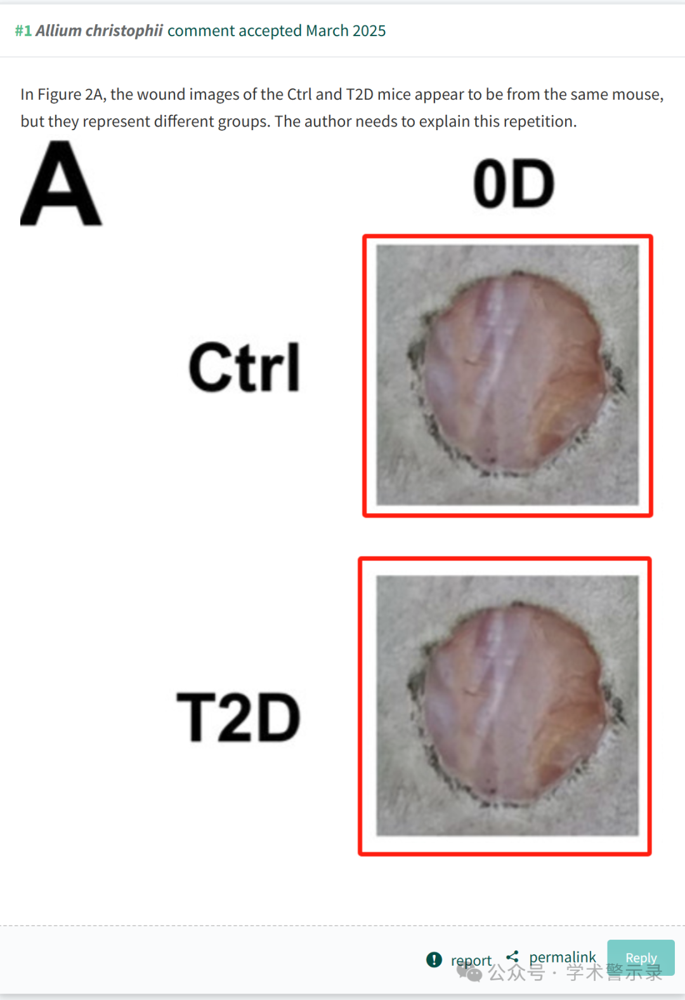 #1 Allium christophii comment accepted March 2025
In Figure 2A, the wound images of the Ctrl and T2D mice appear to be from the same mouse,
but they represent different groups. The author needs to explain this repetition.
A
0D
Ctrl
T2D
report permalink Reply
公众号 · 学术警示录